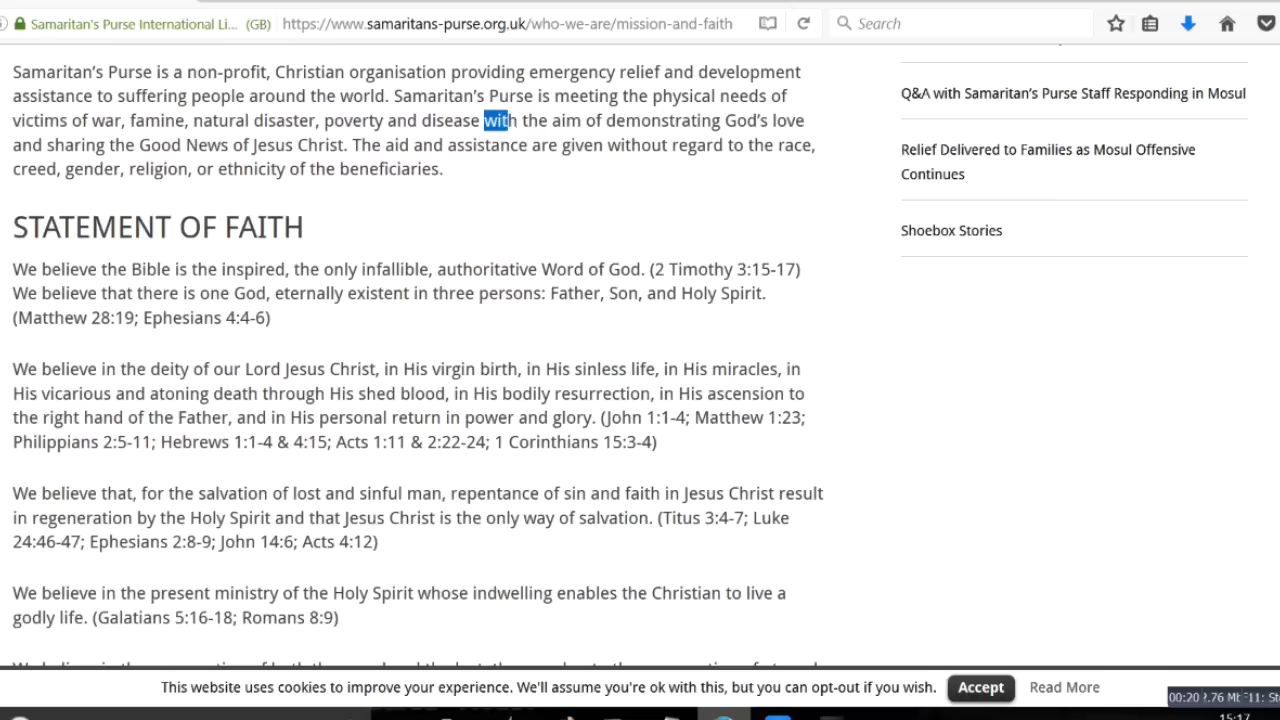 Samaritan's Purse International Li... (GB)
https://www.samaritans-purse.org.uk/who-we-are/mission-and-faith
Search
Samaritan's Purse is a non-profit, Christian organisation providing emergency relief and development
assistance to suffering people around the world. Samaritan's Purse is meeting the physical needs of
victims of war, famine, natural disaster, poverty and disease with the aim of demonstrating God's love
and sharing the Good News of Jesus Christ. The aid and assistance are given without regard to the race,
creed, gender, religion, or ethnicity of the beneficiaries.
STATEMENT OF FAITH
We believe the Bible is the inspired, the only infallible, authoritative Word of God. (2 Timothy 3:15-17)
We believe that there is one God, eternally existent in three persons: Father, Son, and Holy Spirit.
(Matthew 28:19; Ephesians 4:4-6)
We believe in the deity of our Lord Jesus Christ, in His virgin birth, in His sinless life, in His miracles, in
His vicarious and atoning death through His shed blood, in His bodily resurrection, in His ascension to
the right hand of the Father, and in His personal return in power and glory. (John 1:1-4; Matthew 1:23;
Philippians 2:5-11; Hebrews 1:1-4 & 4:15; Acts 1:11 & 2:22-24; 1 Corinthians 15:3-4)
We believe that, for the salvation of lost and sinful man, repentance of sin and faith in Jesus Christ result
in regeneration by the Holy Spirit and that Jesus Christ is the only way of salvation. (Titus 3:4-7; Luke
24:46-47; Ephesians 2:8-9; John 14:6; Acts 4:12)
We believe in the present ministry of the Holy Spirit whose indwelling enables the Christian to live a
godly life. (Galatians 5:16-18; Romans 8:9)
Q&A with Samaritan's Purse Staff Responding in Mosul
Relief Delivered to Families as Mosul Offensive
Continues
Shoebox Stories
This website uses cookies to improve your experience. We'll assume you're ok with this, but you can opt-out if you wish.
Accept
Read More
00:20
15:17